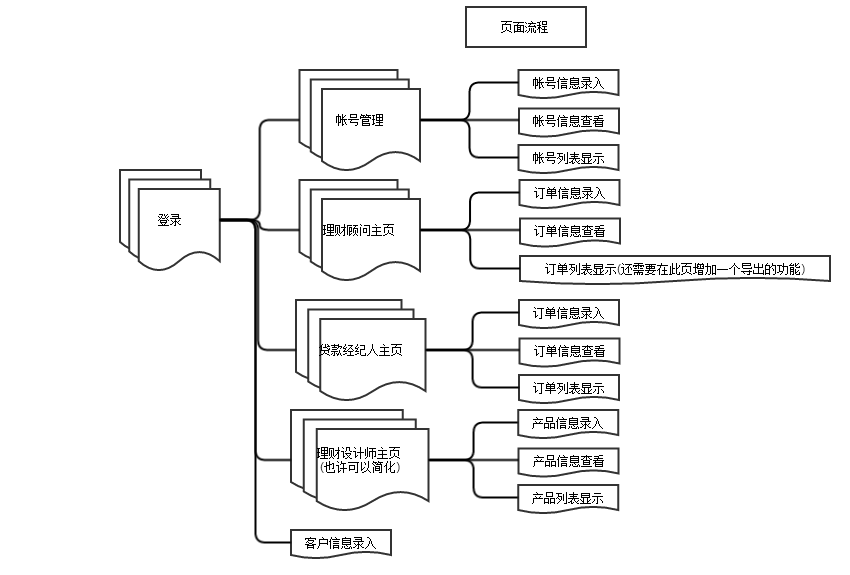 页面流程
登录
帐号管理
帐号信息录入
帐号信息查看
帐号列表显示
理财顾问主页
订单信息录入
订单信息查看
订单列表显示(还需要在此页增加一个导出的功能)
贷款经纪人主页
订单信息录入
订单信息查看
订单列表显示
理财设计师主页
(也许可以简化)
产品信息录入
产品信息查看
产品列表显示
客户信息录入